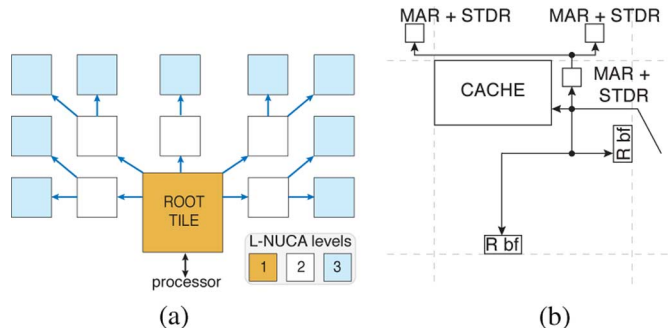 ROOT
TILE
L-NUCA levels
1 2 3
processor
(a)
MAR + STDR MAR + STDR
CACHE
MAR +
STDR
R bf
R bf
(b)